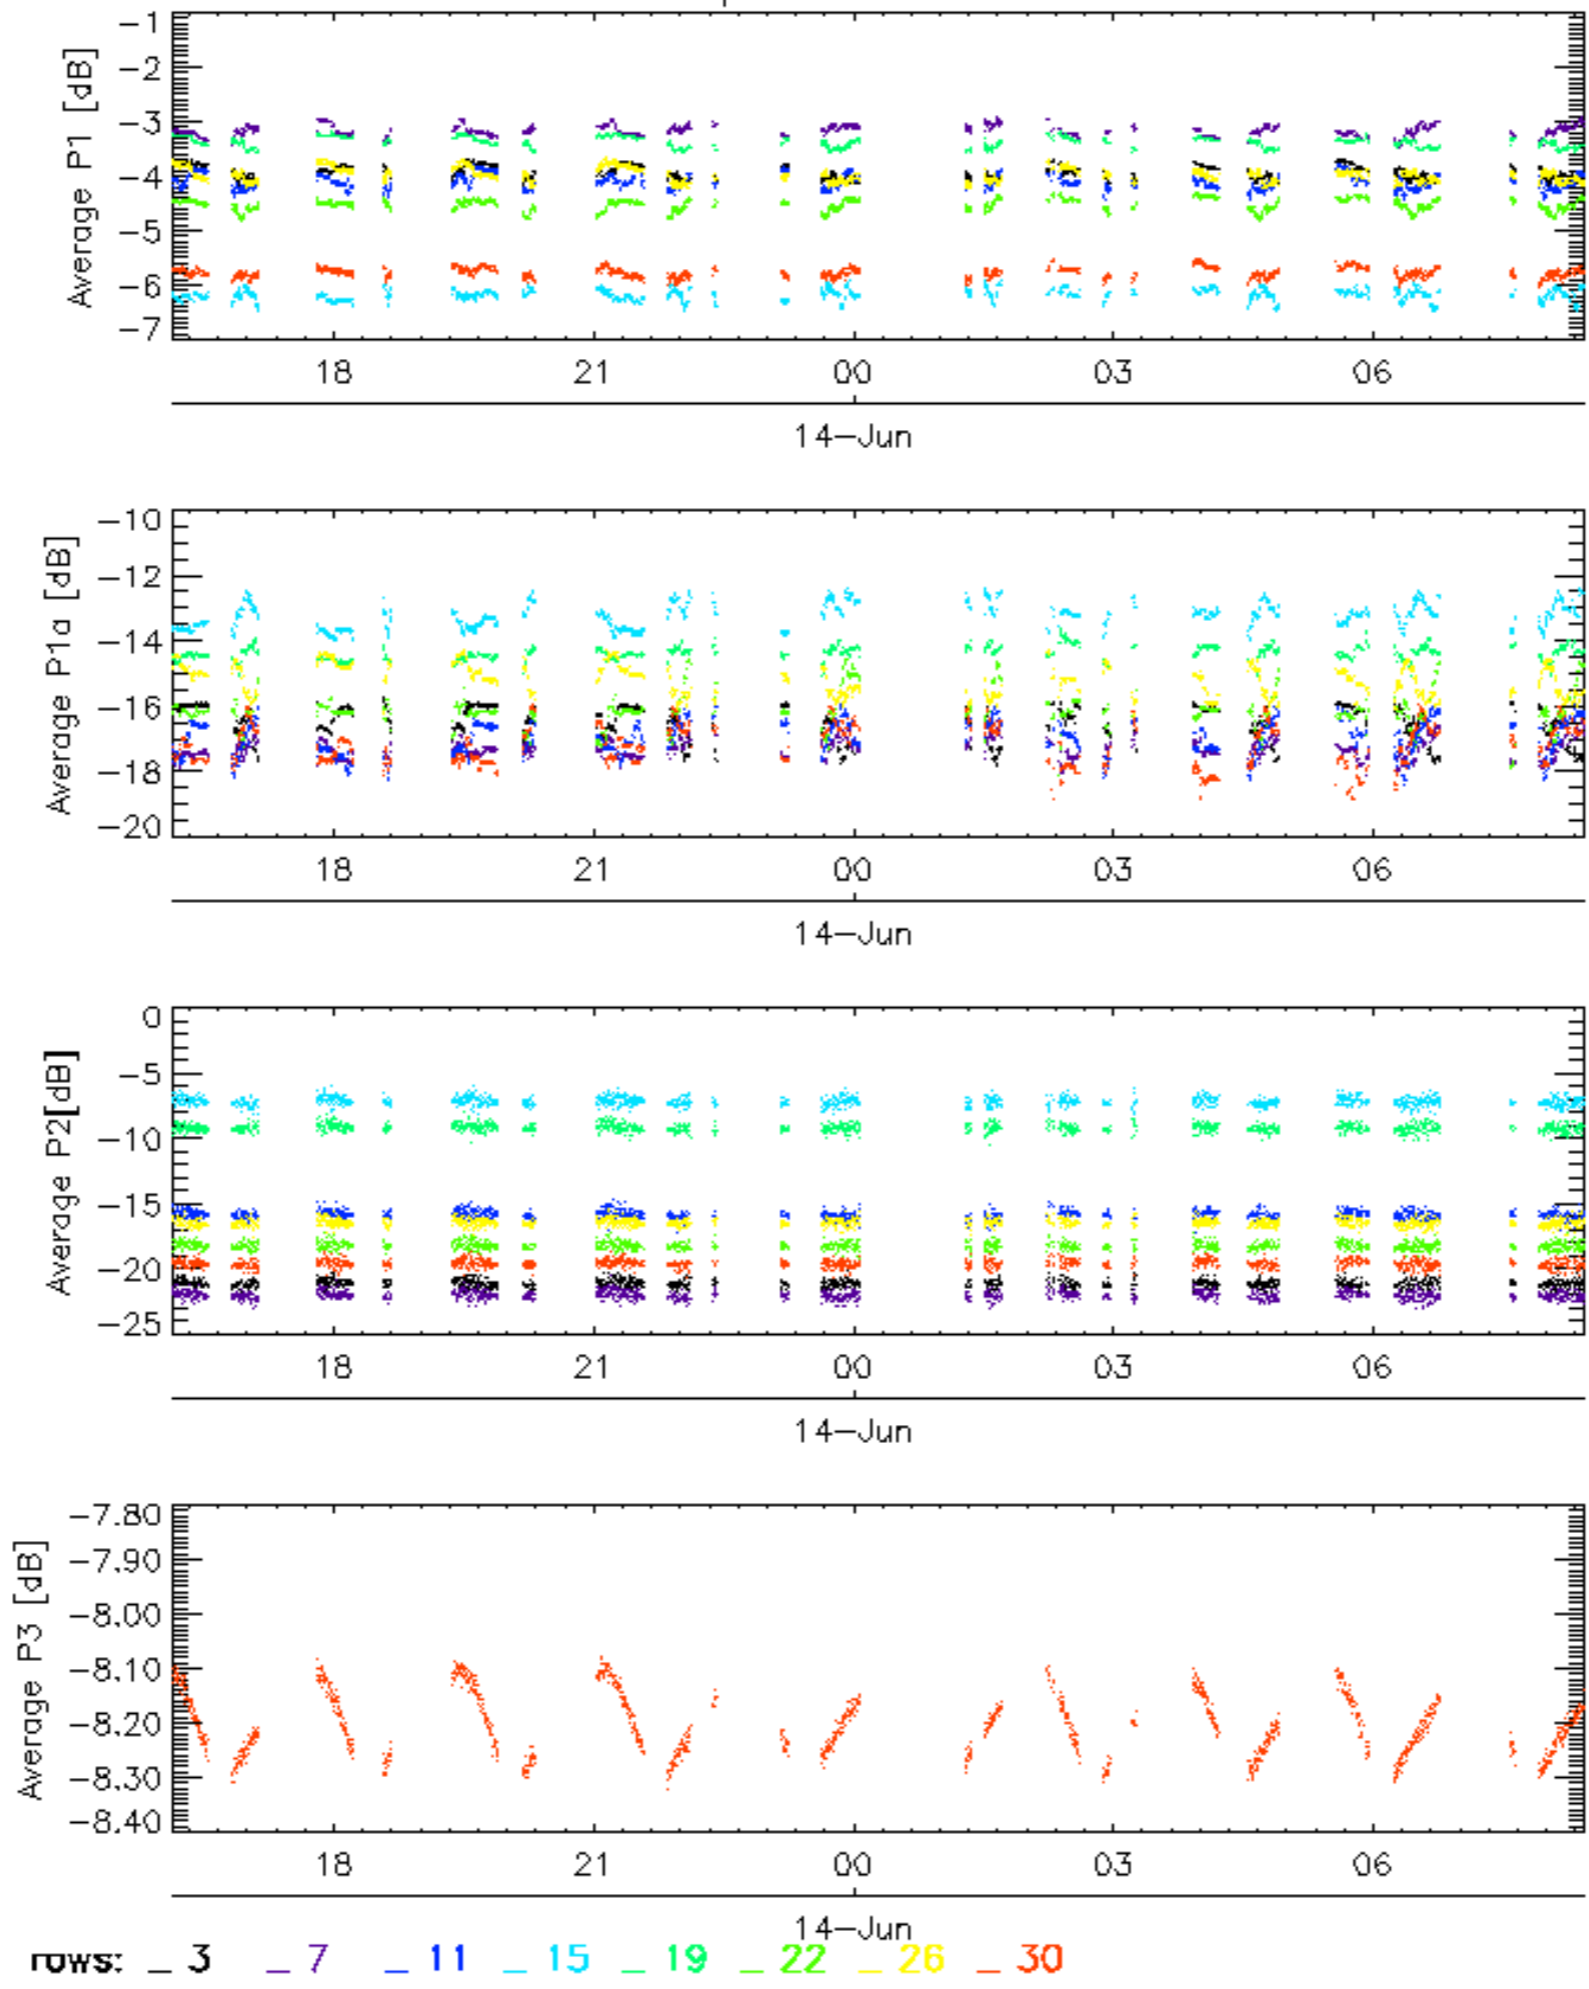 Average P1 [dB]
-1
-2
-3
-4
-5
-6
-7
18 21 00 03 06
14-Jun
Average P1a [dB]
-10
-12
-14
-16
-18
-20
18 21 00 03 06
14-Jun
Average P2[dB]
0
-5
-10
-15
-20
-25
18 21 00 03 06
14-Jun
Average P3 [dB]
-7.80
-7.90
-8.00
-8.10
-8.20
-8.30
-8.40
18 21 00 03 06
14-Jun
rows: _ 3 _ 7 _ 11 _ 15 _ 19 _ 22 _ 26 _ 30